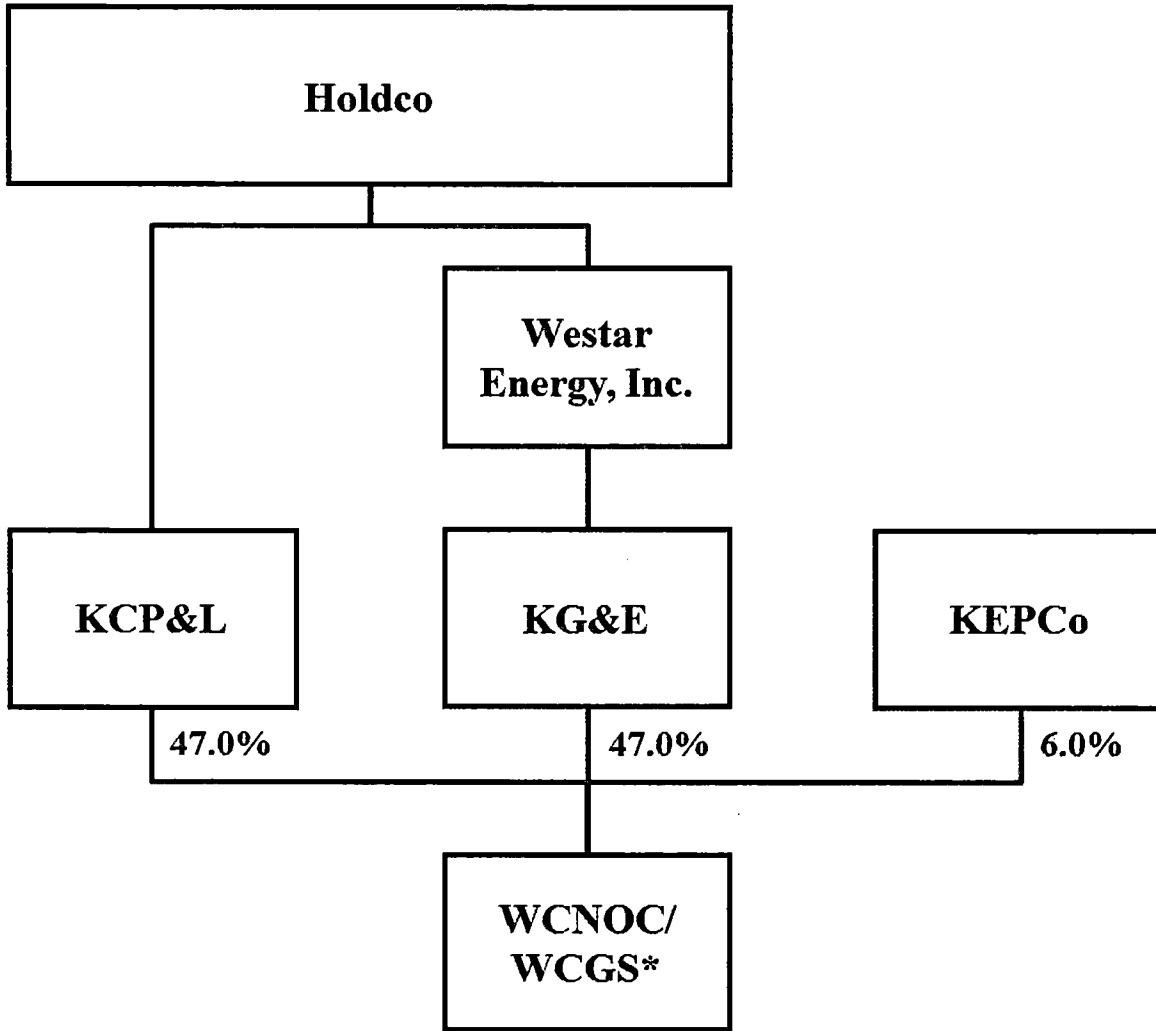 Holdco
Westar
Energy, Inc.
KCP&L
KG&E
KEPCo
47.0%
47.0%
6.0%
WCNOC/
WCGS*